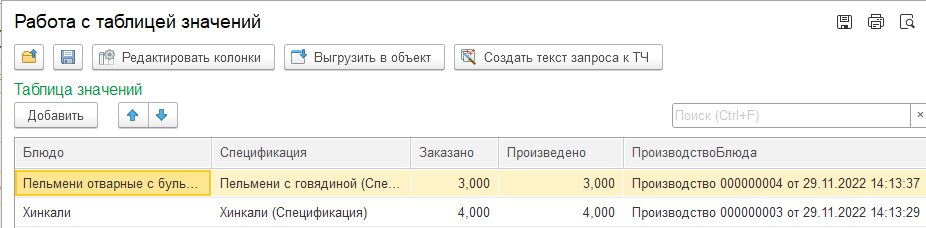 Работа с таблицей значений
Редактировать колонки Выгрузить в объект Создать текст запроса к ТЧ
Таблица значений
Добавить Поиск (Ctrl+F) ×
Блюдо Спецификация Заказано Произведено ПроизводствоБлюда
Пельмени отварные с буль... Пельмени с говядиной (Спе... 3,000 3,000 Производство 000000004 от 29.11.2022 14:13:37
Хинкали Хинкали (Спецификация) 4,000 4,000 Производство 000000003 от 29.11.2022 14:13:29